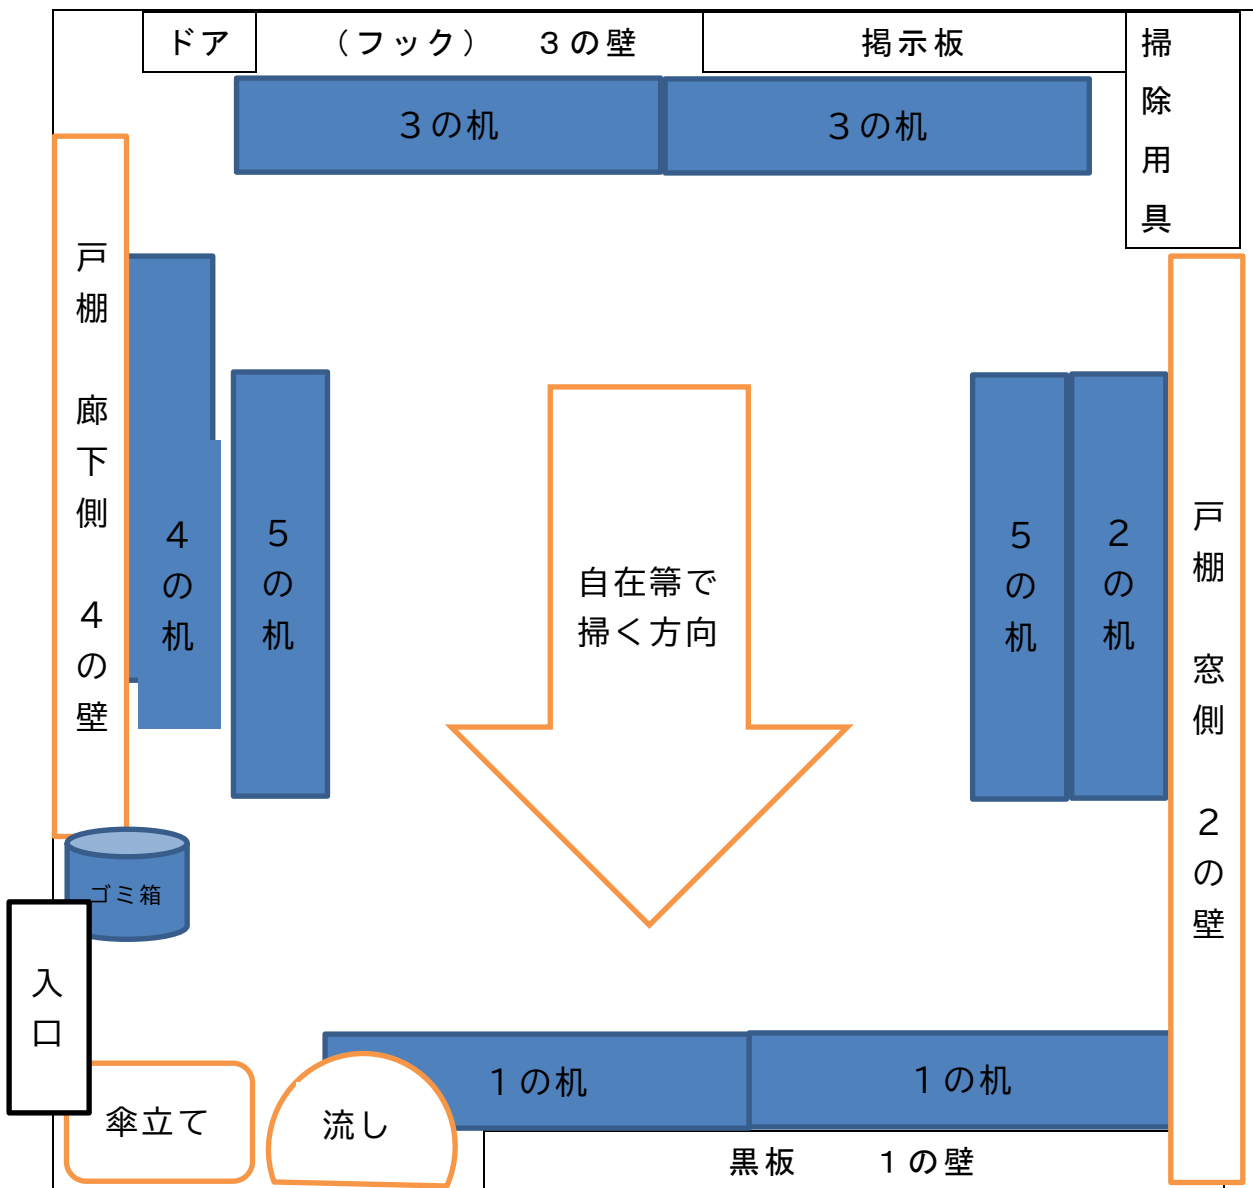 ドア
（フック）　３の壁
掲示板
掃除用具
３の机
３の机
戸棚　廊下側　４の壁
４の机
５の机
自在箒で
掃く方向
５の机
２の机
戸棚　窓側　２の壁
ゴミ箱
入口
傘立て
流し
１の机
１の机
黒板　１の壁